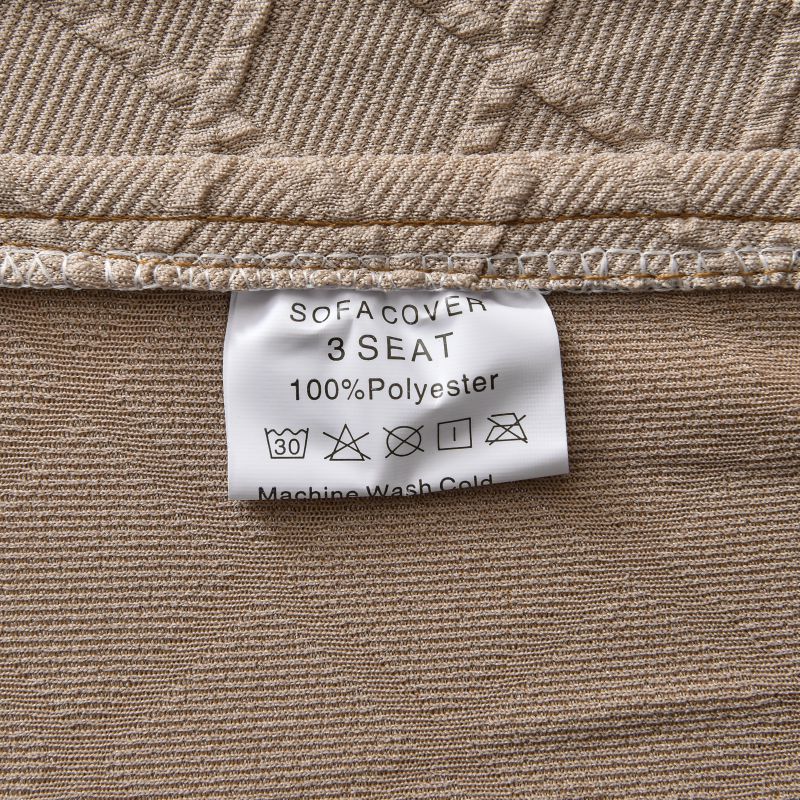 SOFA COVER
3 SEAT
100%Polyester
30
Machine Wash Cold